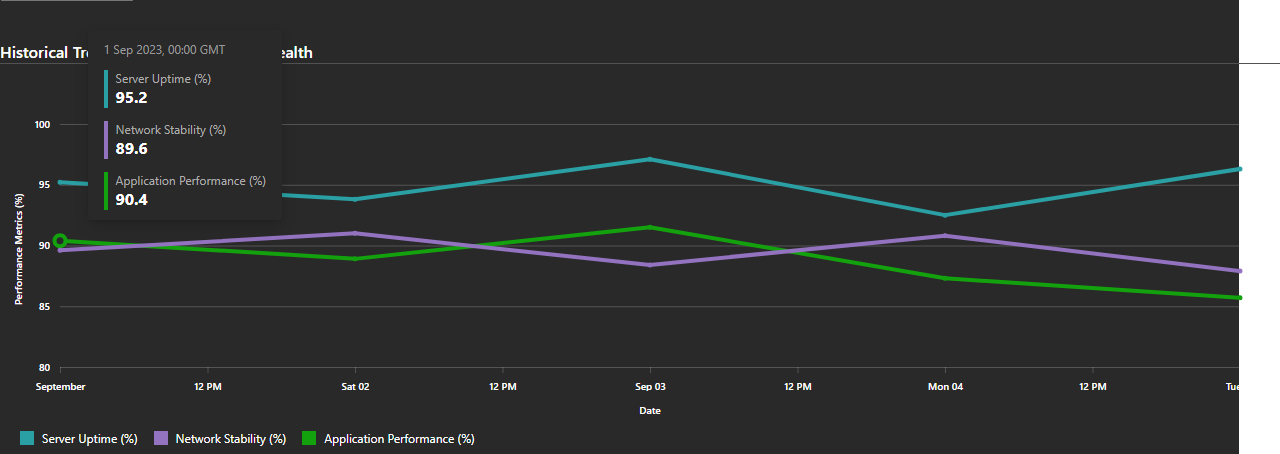 1 Sep 2023, 00:00 GMT
Historical Tre ealth
Server Uptime (%)
95.2
Network Stability (%)
89.6
Application Performance (%)
90.4
100
95
90
85
80
Performance Metrics (%)
September 12 PM Sat 02 12 PM Sep 03 12 PM Mon 04 12 PM Tue
Date
Server Uptime (%) Network Stability (%) Application Performance (%)